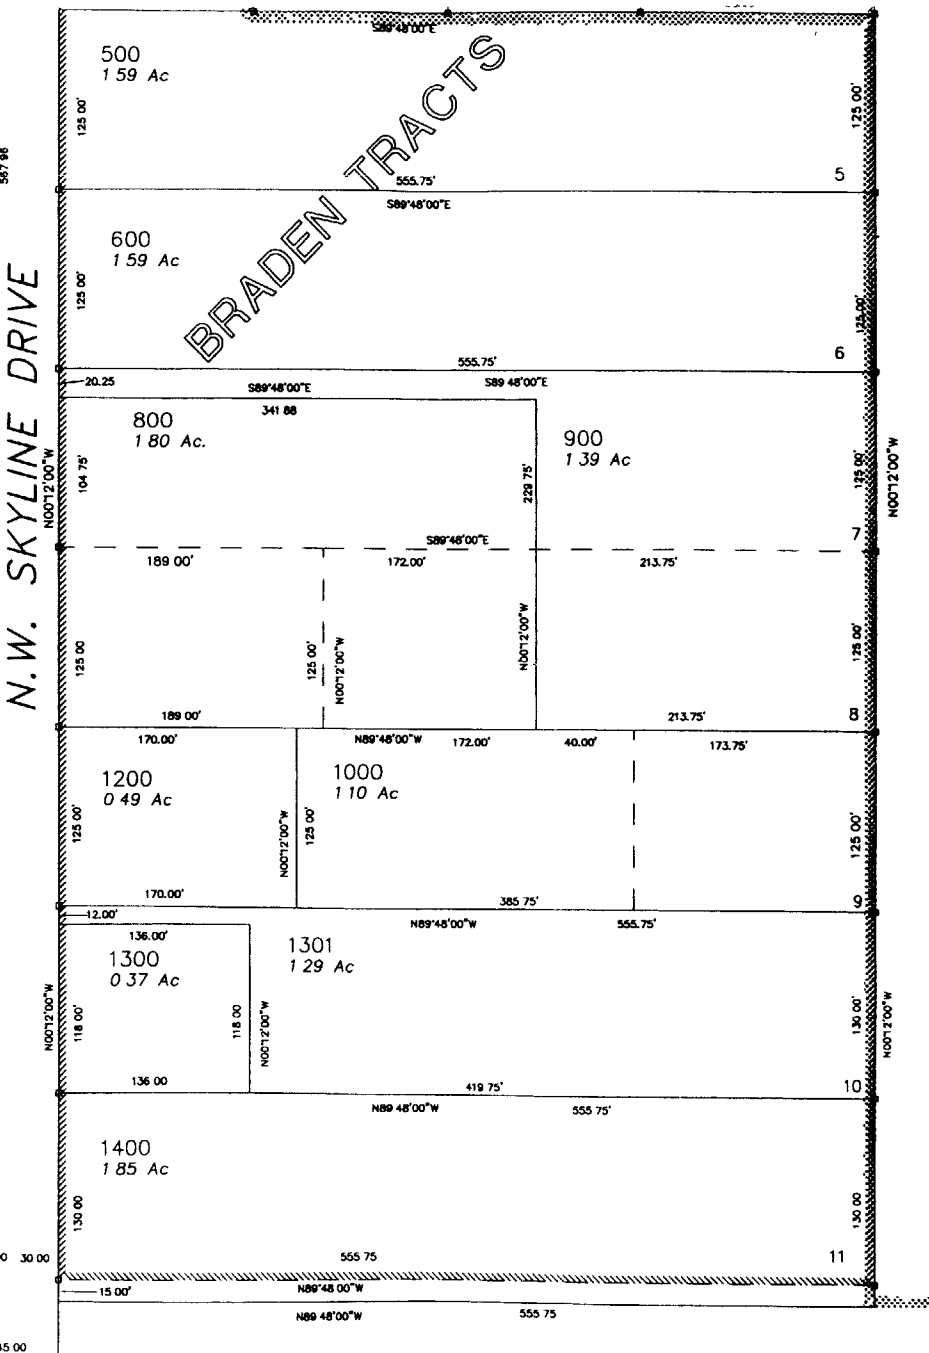 S89°48'00"E
500
1 59 Ac
125 00'
125 00'
BRADEN TRACTS
567 96
5
555.75'
S89°48'00"E
600
1 59 Ac
125 00'
125.00'
N.W. SKYLINE DRIVE
6
555.75'
20.25
S89°48'00"E
S89 48'00"E
341 88
800
1 80 Ac.
900
1 39 Ac
N00°12'00"W
104 75'
229 75'
125 00'
N00°12'00"W
7
S89°48'00"E
189 00'
172.00'
213.75'
125 00
125 00'
N00°12'00"W
N00°12'00"W
125 00'
8
189 00'
213.75'
170.00'
N89°48'00"W
172.00'
40.00'
173.75'
1200
0 49 Ac
1000
1 10 Ac
125 00'
N00°12'00"W
125 00'
125 00'
9
170.00'
385 75'
12.00'
N89°48'00"W
555.75'
136.00'
1300
0 37 Ac
1301
1 29 Ac
N00°12'00"W
118 00'
118 00
N00°12'00"W
130 00'
N00°12'00"W
10
136 00
419 75'
N89 48'00"W
555 75'
1400
1 85 Ac
130 00
130 00
11
30 00
555 75
15 00'
N89°48 00"W
N89 48'00"W
555 75